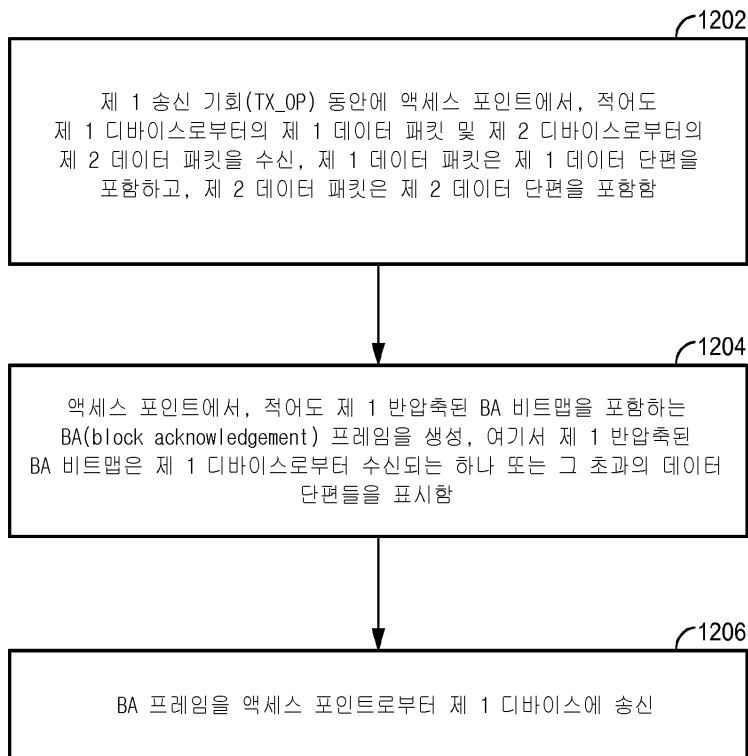 1202
제 1 송신 기회(TX_OP) 동안에 액세스 포인트에서, 적어도
제 1 디바이스로부터의 제 1 데이터 패킷 및 제 2 디바이스로부터의
제 2 데이터 패킷을 수신, 제 1 데이터 패킷은 제 1 데이터 단편을
포함하고, 제 2 데이터 패킷은 제 2 데이터 단편을 포함함
1204
액세스 포인트에서, 적어도 제 1 반압축된 BA 비트맵을 포함하는
BA(block acknowledgement) 프레임을 생성, 여기서 제 1 반압축된
BA 비트맵은 제 1 디바이스로부터 수신되는 하나 또는 그 초과의 데이터
단편들을 표시함
1206
BA 프레임을 액세스 포인트로부터 제 1 디바이스에 송신